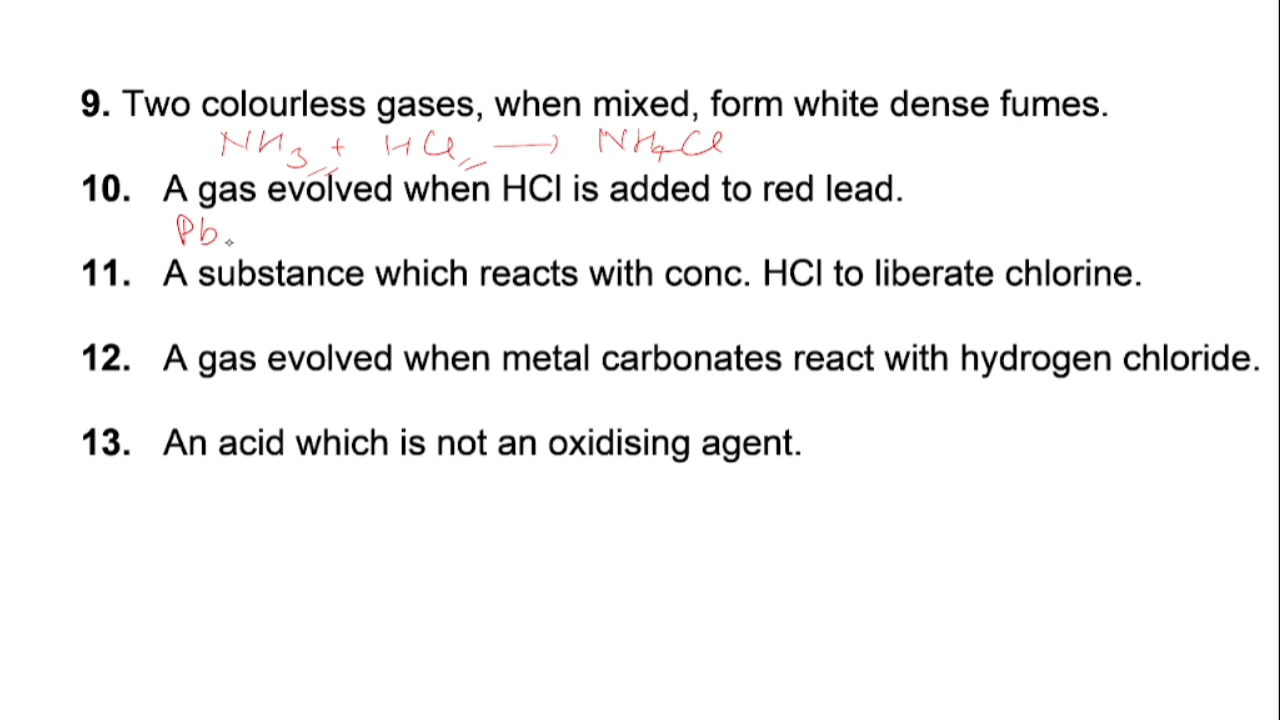 9. Two colourless gases, when mixed, form white dense fumes.
NH3 + HCl → NH4Cl
10. A gas evolved when HCl is added to red lead.
Pb
11. A substance which reacts with conc. HCl to liberate chlorine.
12. A gas evolved when metal carbonates react with hydrogen chloride.
13. An acid which is not an oxidising agent.